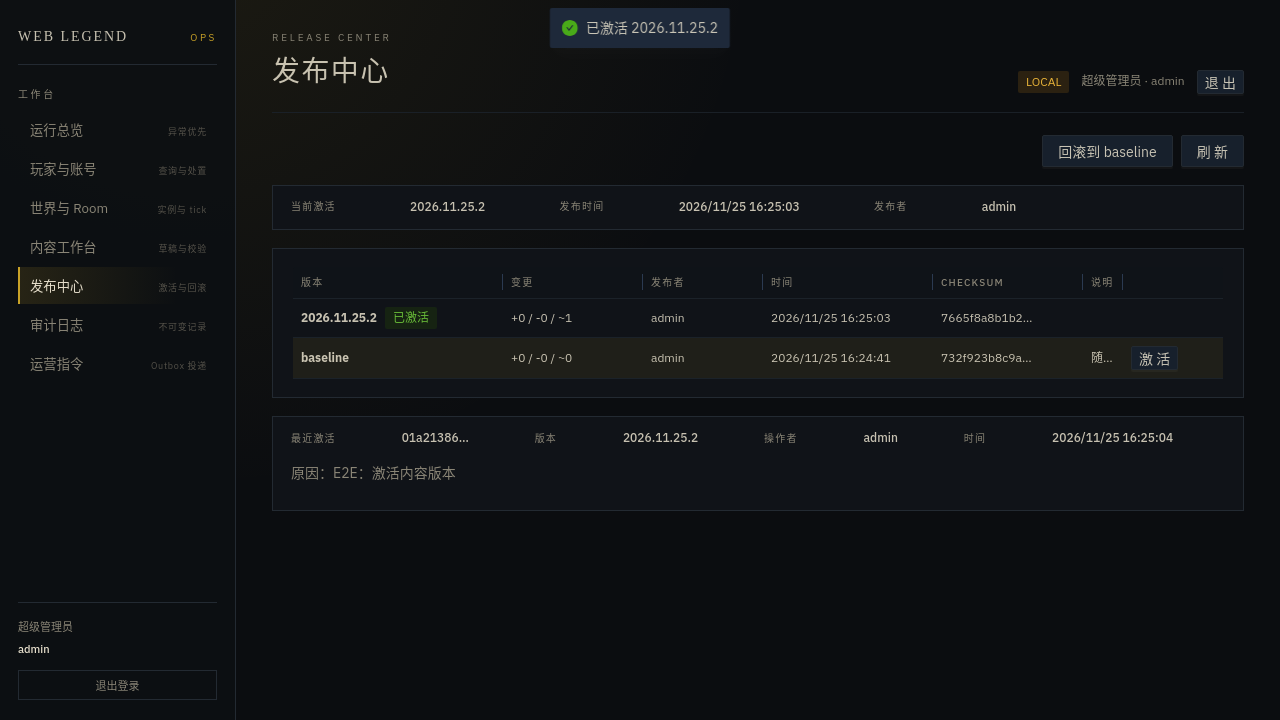 WEB LEGEND OPS
工作台
运行总览 异常优先
玩家与账号 查询与处置
世界与 Room 实例与 tick
内容工作台 草稿与校验
发布中心 激活与回滚
审计日志 不可变记录
运营指令 Outbox 投递
超级管理员
admin
退出登录
已激活 2026.11.25.2
RELEASE CENTER
发布中心
LOCAL 超级管理员 · admin 退 出
回滚到 baseline 刷 新
当前激活 2026.11.25.2 发布时间 2026/11/25 16:25:03 发布者 admin
版本 变更 发布者 时间 CHECKSUM 说明
2026.11.25.2 已激活 +0 / -0 / ~1 admin 2026/11/25 16:25:03 7665f8a8b1b2...
baseline +0 / -0 / ~0 admin 2026/11/25 16:24:41 732f923b8c9a... 随... 激 活
最近激活 01a21386... 版本 2026.11.25.2 操作者 admin 时间 2026/11/25 16:25:04
原因：E2E：激活内容版本